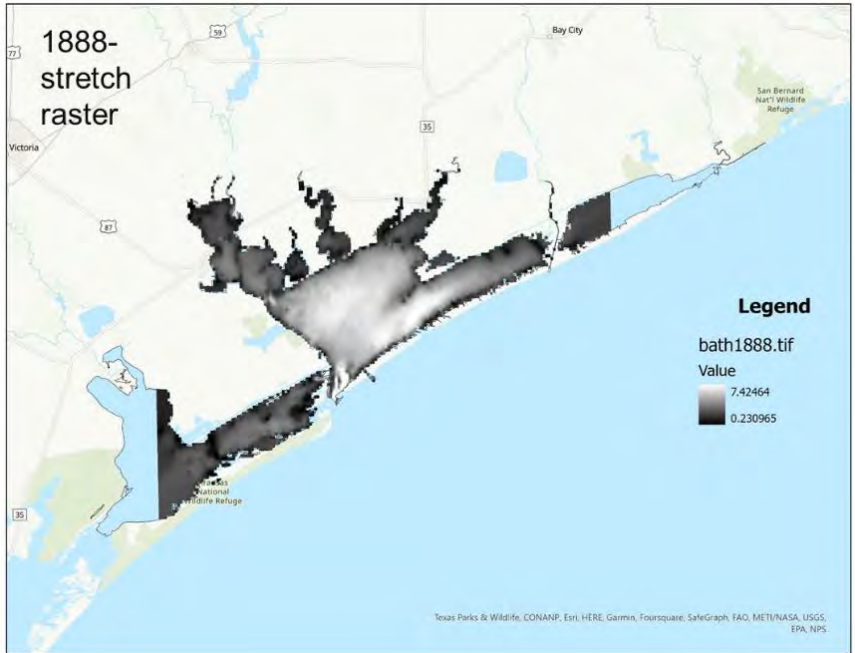 1888-
stretch
raster
59
77
Bay City
San Bernard
Nat'l Wildlife
Refuge
35
Victoria
87
Legend
bath1888.tif
Value
7.42464
0.230965
National
Wildlife Refuge
35
Texas Parks & Wildlife, CONANP, Esri, HERE, Garmin, Foursquare, SafeGraph, FAO, METI/NASA, USGS,
EPA, NPS